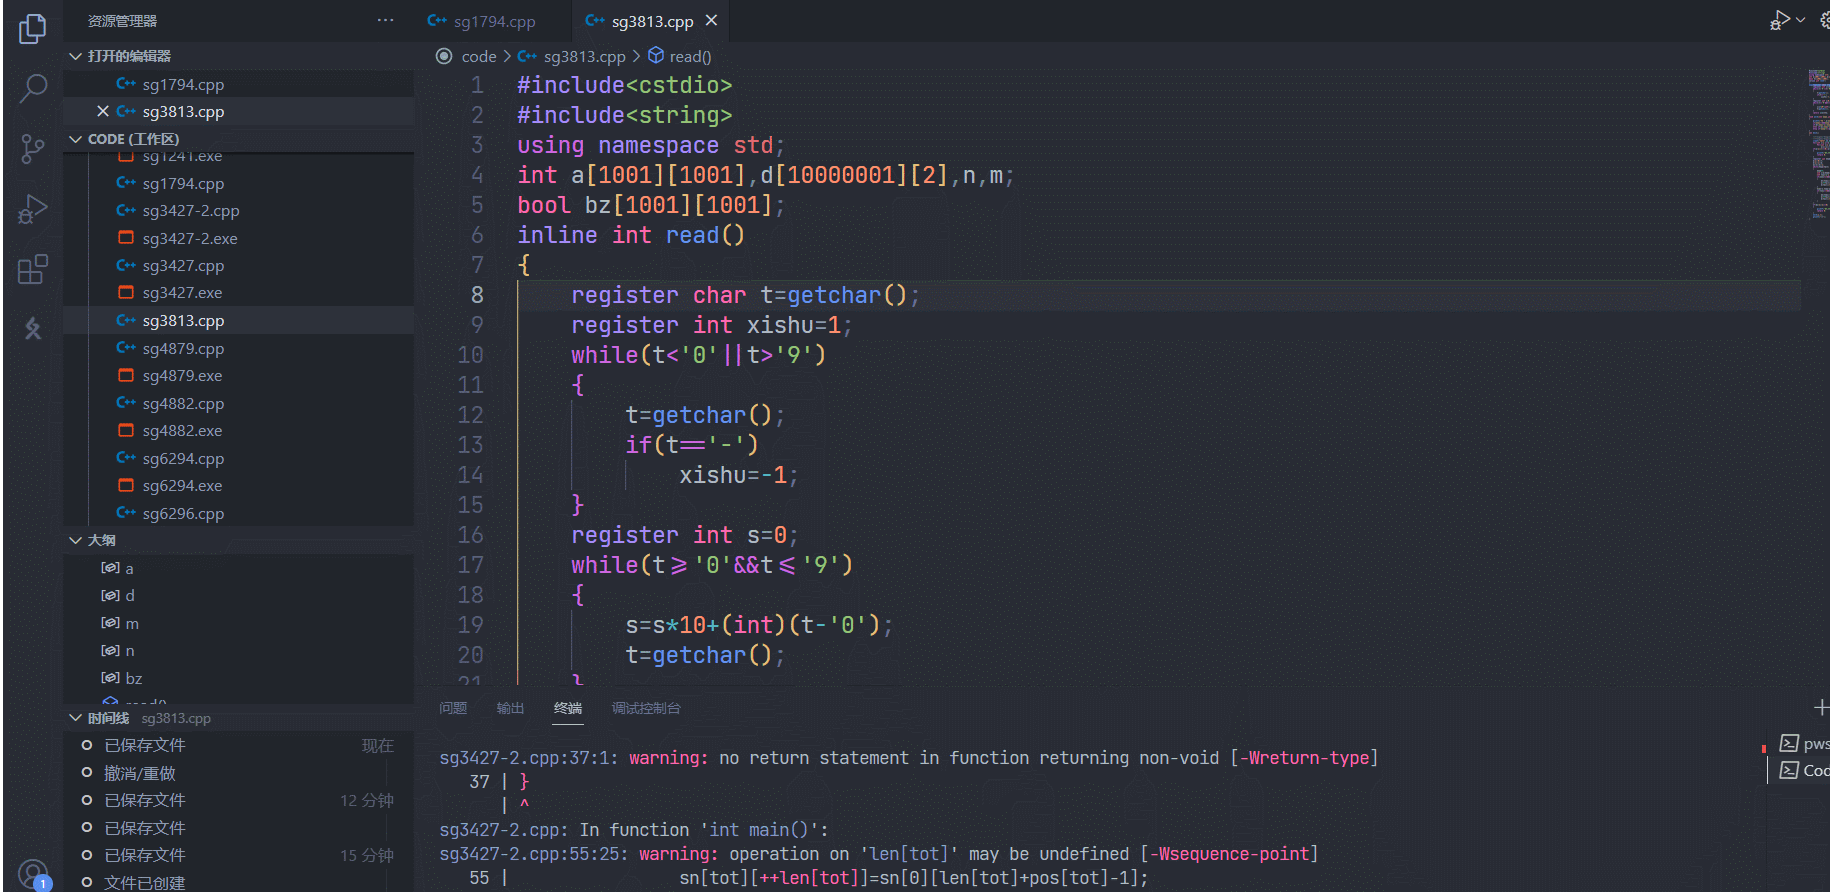 资源管理器 ···
打开的编辑器
sg1794.cpp
sg3813.cpp
CODE (工作区)
sg1241.exe
sg1794.cpp
sg3427-2.cpp
sg3427-2.exe
sg3427.cpp
sg3427.exe
sg3813.cpp
sg4879.cpp
sg4879.exe
sg4882.cpp
sg4882.exe
sg6294.cpp
sg6294.exe
sg6296.cpp
大纲
a
d
m
n
bz
read()
时间线 sg3813.cpp
已保存文件 现在
撤消/重做
已保存文件 12 分钟
已保存文件
已保存文件 15 分钟
文件已创建
1
sg1794.cpp sg3813.cpp
code > sg3813.cpp > read()
1 #include<cstdio>
2 #include<string>
3 using namespace std;
4 int a[1001][1001],d[10000001][2],n,m;
5 bool bz[1001][1001];
6 inline int read()
7 {
8 register char t=getchar();
9 register int xishu=1;
10 while(t<'0'||t>'9')
11 {
12 t=getchar();
13 if(t=='-')
14 xishu=-1;
15 }
16 register int s=0;
17 while(t>='0'&&t<='9')
18 {
19 s=s*10+(int)(t-'0');
20 t=getchar();
21 }
问题 输出 终端 调试控制台
sg3427-2.cpp:37:1: warning: no return statement in function returning non-void [-Wreturn-type]
37 | }
| ^
sg3427-2.cpp: In function 'int main()':
sg3427-2.cpp:55:25: warning: operation on 'len[tot]' may be undefined [-Wsequence-point]
55 | sn[tot][++len[tot]]=sn[0][len[tot]+pos[tot]-1];
pws
Cod